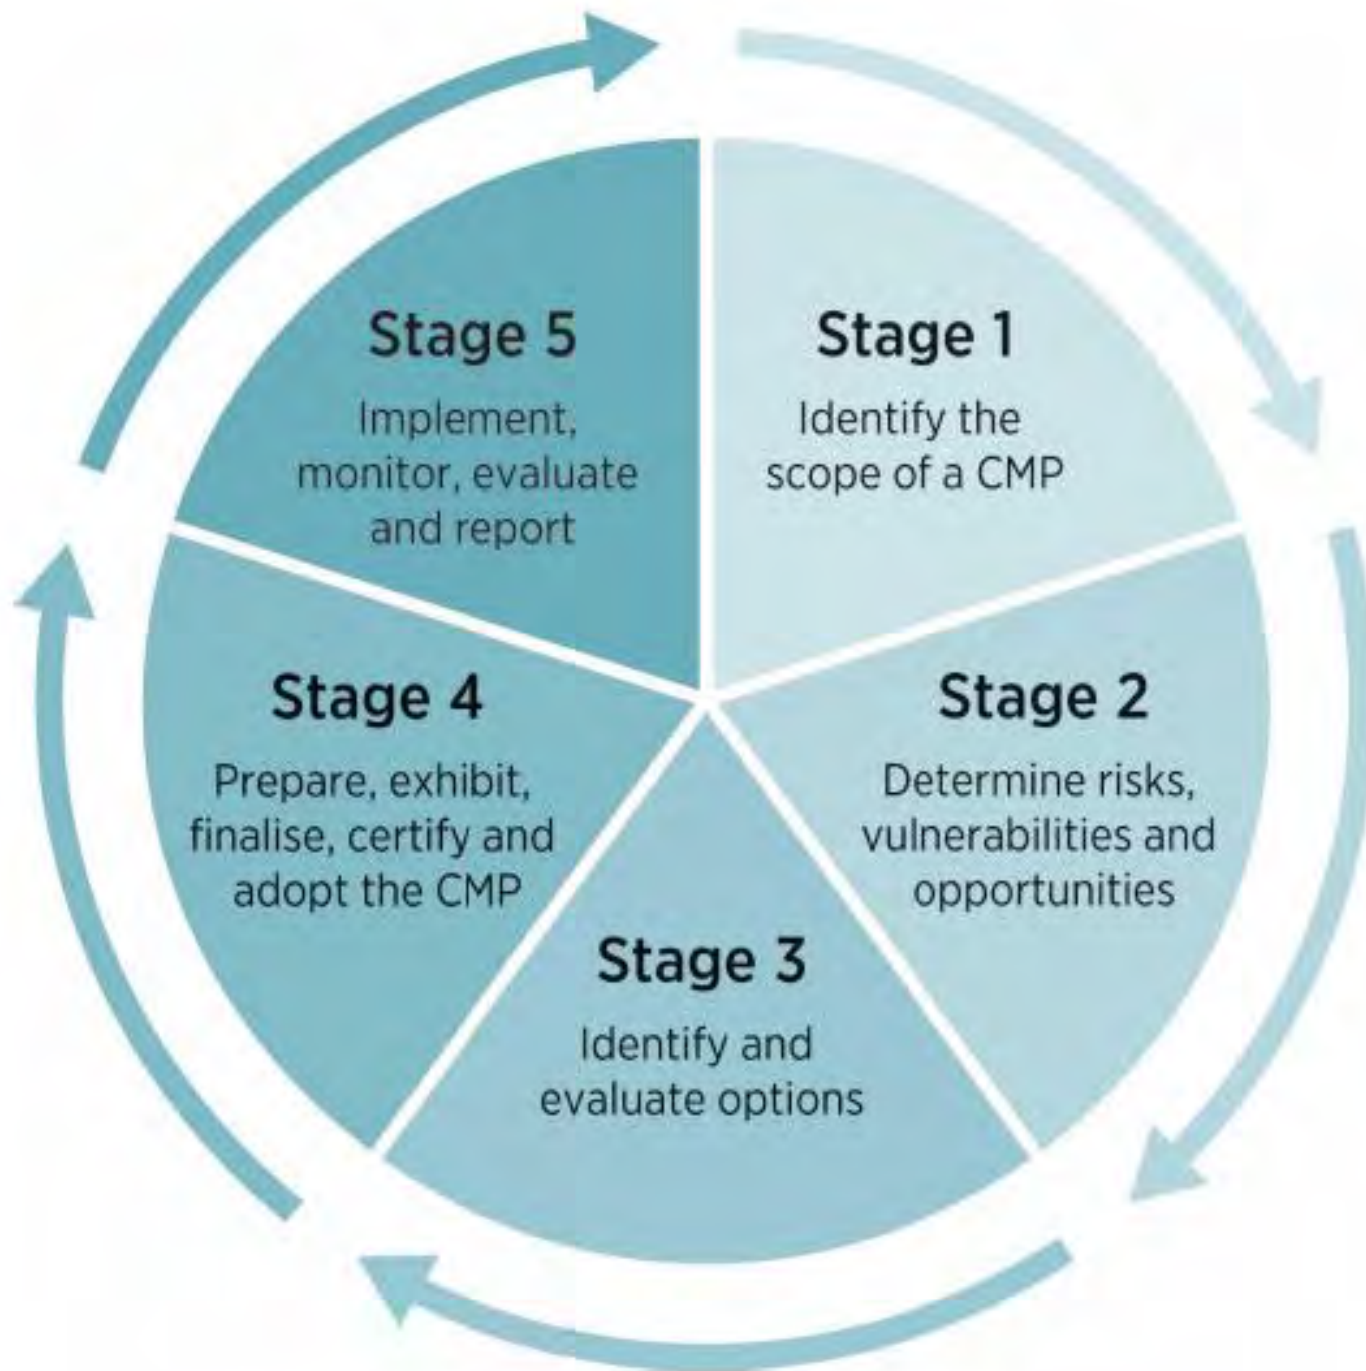 Stage 1
Identify the
scope of a CMP
Stage 2
Determine risks,
vulnerabilities and
opportunities
Stage 3
Identify and
evaluate options
Stage 4
Prepare, exhibit,
finalise, certify and
adopt the CMP
Stage 5
Implement,
monitor, evaluate
and report